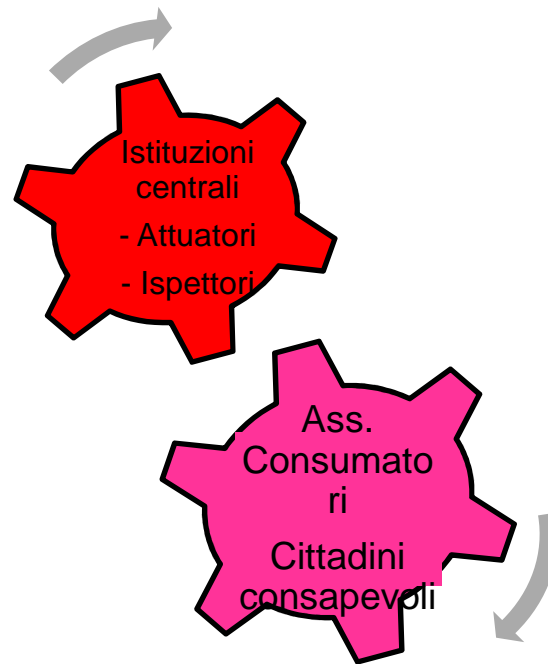 Istituzioni
centrali
- Attuatori
- Ispettori
Ass.
Consumato
ri
Cittadini
consapevoli